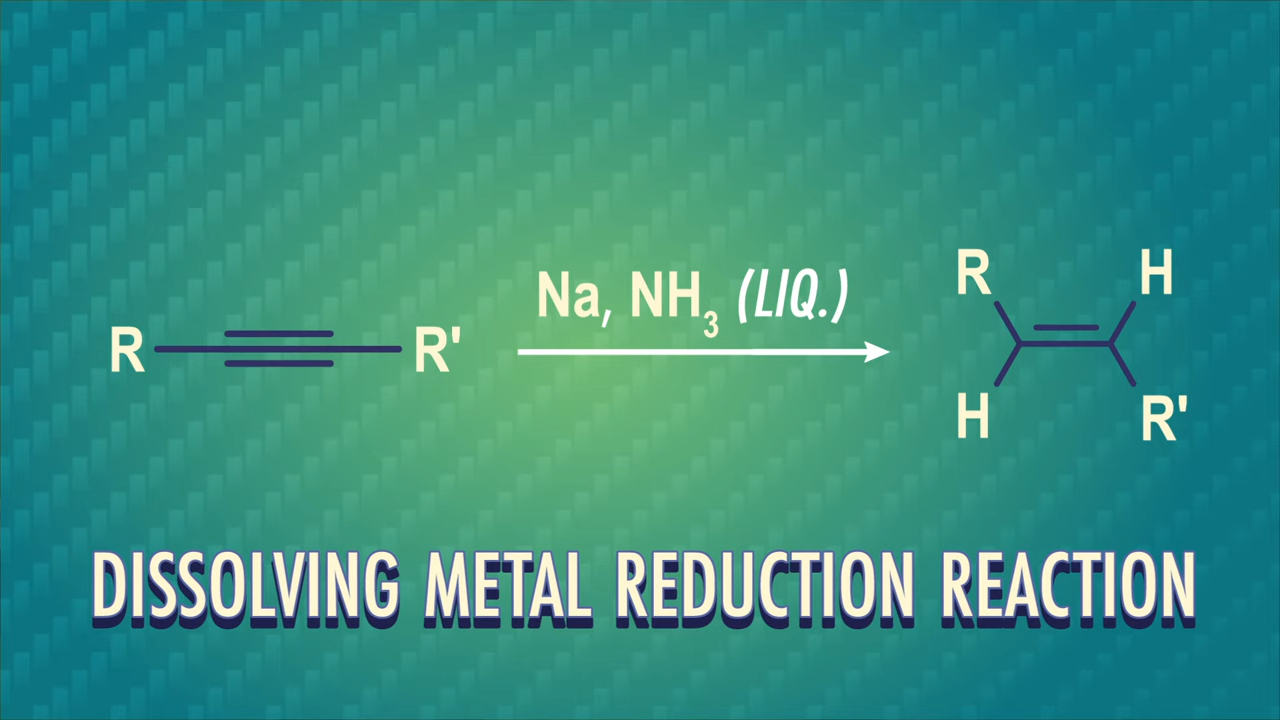 Na, NH₃ (LIQ.)
R R'
R H
H R'
DISSOLVING METAL REDUCTION REACTION